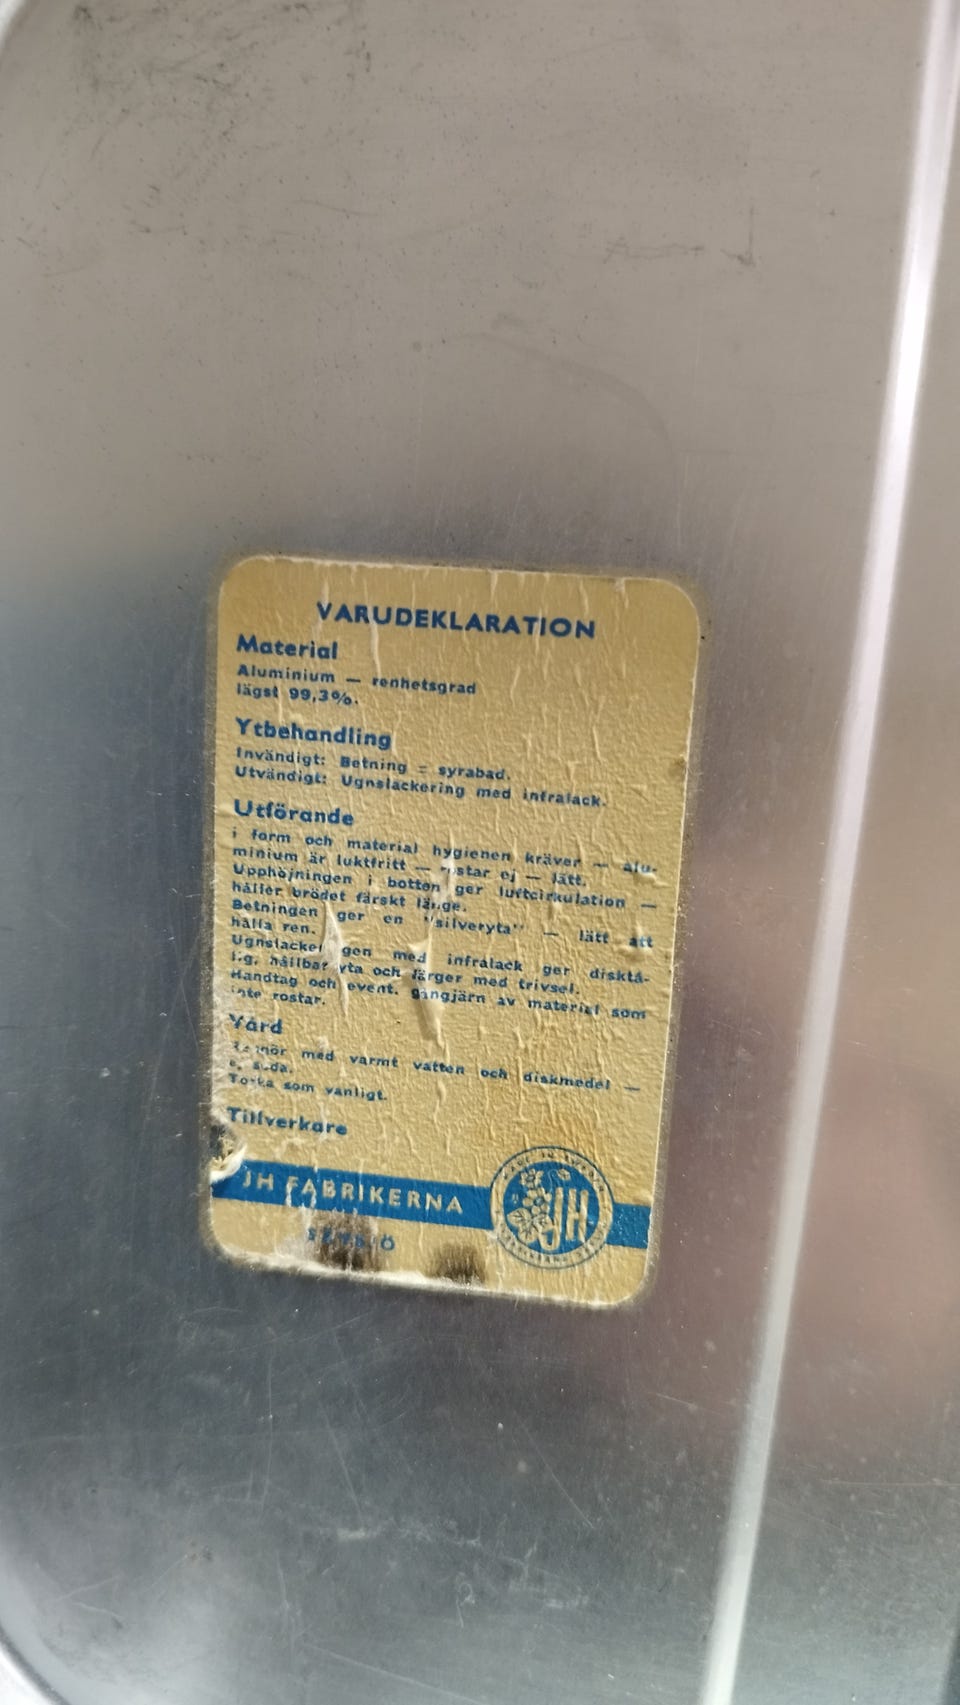 VARUDEKLARATION
Material
Aluminium — renhetsgrad
lägst 99,3%.
Ytbehandling
Invändigt: Betning = syrabad.
Utvändigt: Ugnslackering med infralack.
Utförande
i form och material hygienen kräver — alu-
minium är luktfritt — rostar ej — lätt.
Upphöjningen i botten ger luftcirkulation —
håller brödet färskt länge.
Betningen ger en "silveryta" — lätt att
hålla ren.
gen med infralack ger disktå-
lig, hållbar yta och färger med trivsel.
Handtag och event. gångjärn av material som
inte rostar.
Vård
med varmt vatten och diskmedel —
ej soda.
Torka som vanligt.
Tillverkare
JH FABRIKERNA
JH